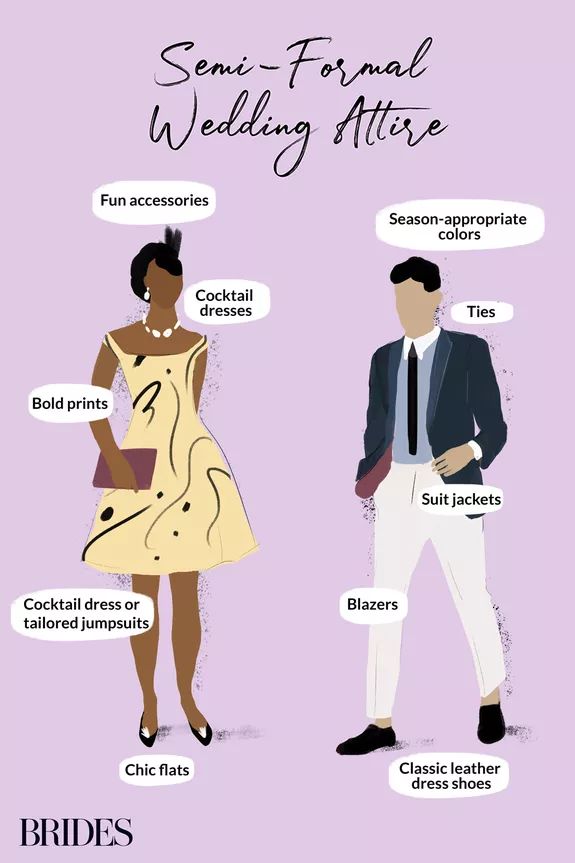 Semi-Formal
Wedding Attire
Fun accessories
Season-appropriate
colors
Cocktail
dresses
Ties
Bold prints
Suit jackets
Cocktail dress or
tailored jumpsuits
Blazers
Chic flats
Classic leather
dress shoes
BRIDES